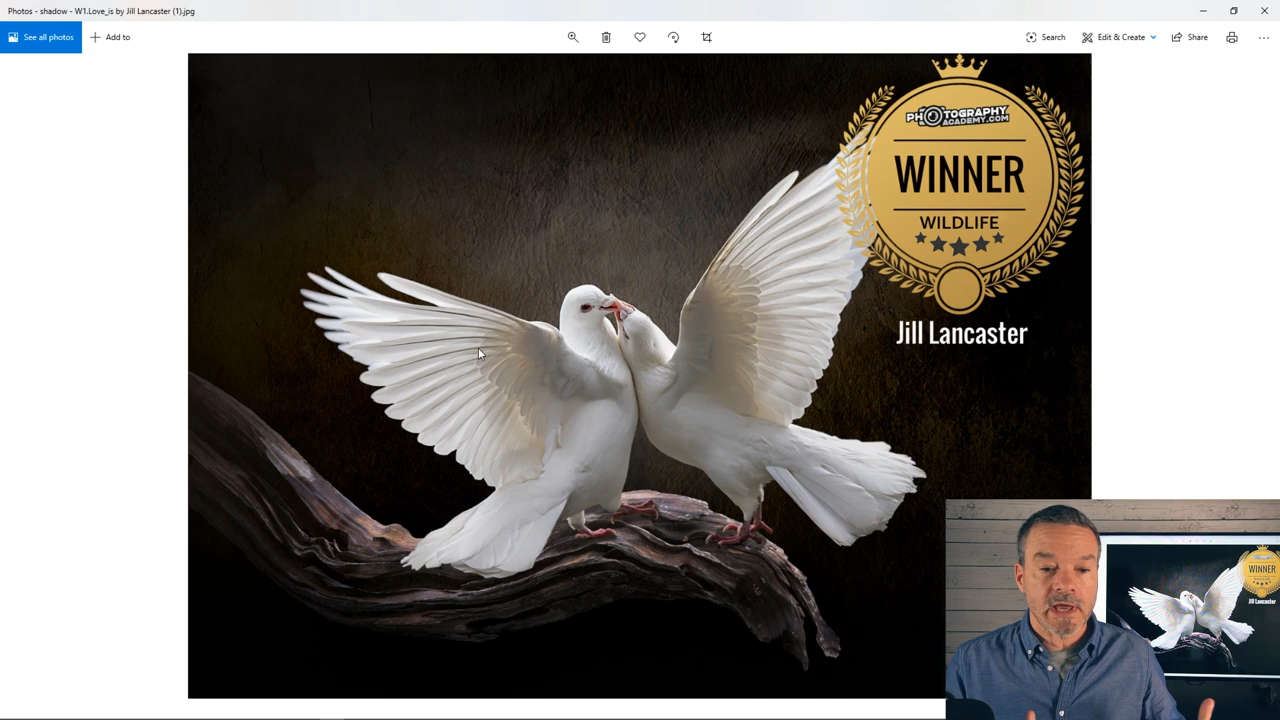 Photos - shadow - W1.Love_is by Jill Lancaster (1).jpg
See all photos
Add to
Search
Edit & Create
Share
PHOTOGRAPHY
ACADEMY.COM
WINNER
WILDLIFE
Jill Lancaster
WINNER
Jill Lancaster